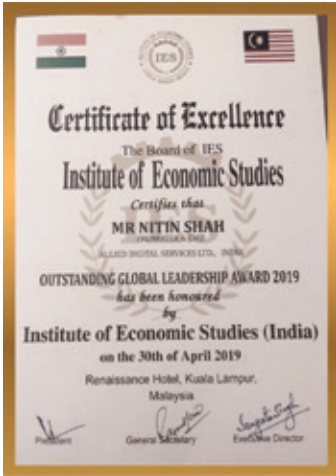 IES
Certificate of Excellence
The Board of IES
Institute of Economic Studies
Certifies that
MR NITIN SHAH
ALLIED DIGITAL SERVICES LTD., INDIA
OUTSTANDING GLOBAL LEADERSHIP AWARD 2019
has been honoured
by
Institute of Economic Studies (India)
on the 30th of April 2019
Renaissance Hotel, Kuala Lampur,
Malaysia
President General Secretary Executive Director